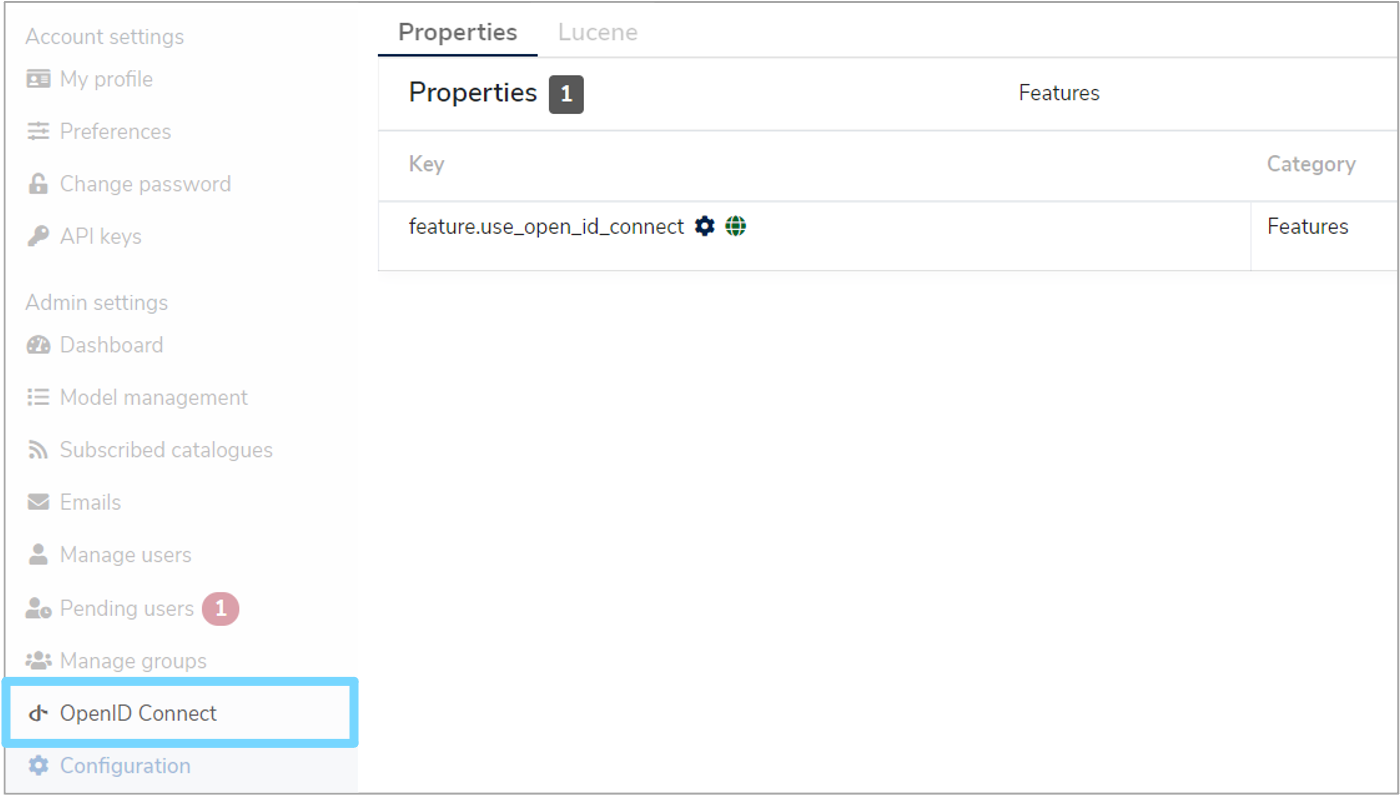 Account settings
My profile
Preferences
Change password
API keys
Admin settings
Dashboard
Model management
Subscribed catalogues
Emails
Manage users
Pending users 1
Manage groups
OpenID Connect
Configuration
Properties Lucene
Properties 1 Features
Key Category
feature.use_open_id_connect Features